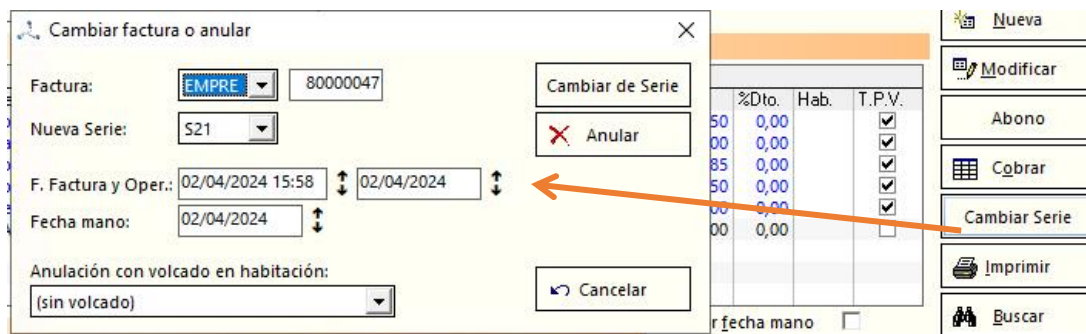 Cambiar factura o anular
Factura: EMPRE 80000047 Cambiar de Serie
Nueva Serie: S21 Anular
F. Factura y Oper.: 02/04/2024 15:58 02/04/2024
Fecha mano: 02/04/2024
Anulación con volcado en habitación:
(sin volcado) Cancelar
%Dto. Hab. T.P.V.
50 0,00
00 0,00
85 0,00
50 0,00
00 0,00
00 0,00
r fecha mano
Nueva
Modificar
Abono
Cobrar
Cambiar Serie
Imprimir
Buscar